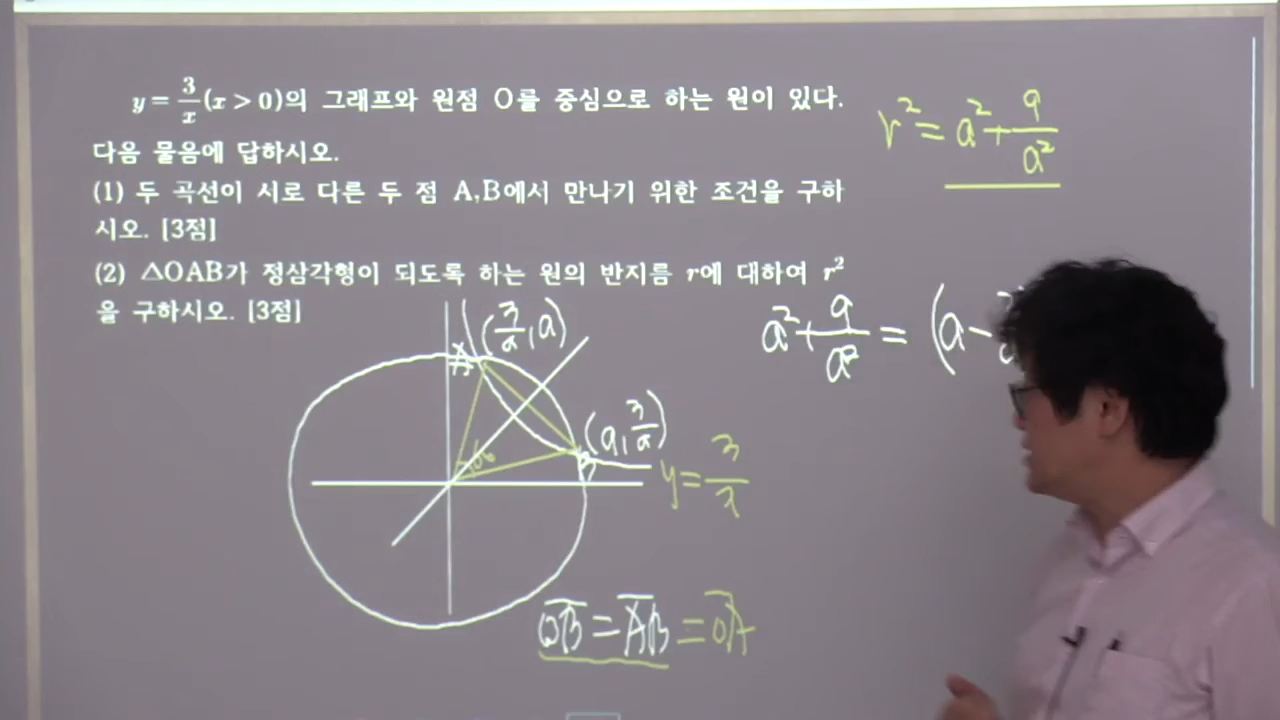 y = 3/x (x > 0)의 그래프와 원점 O를 중심으로 하는 원이 있다.
다음 물음에 답하시오.
(1) 두 곡선이 서로 다른 두 점 A,B에서 만나기 위한 조건을 구하
시오. [3점]
(2) △OAB가 정삼각형이 되도록 하는 원의 반지름 r에 대하여 r²
을 구하시오. [3점]
r² = a² + 9/a²
a² + 9/a² = (a -
(3/a, a)
A
(a, 3/a)
B
60
y = 3/x
OB = AB = OA